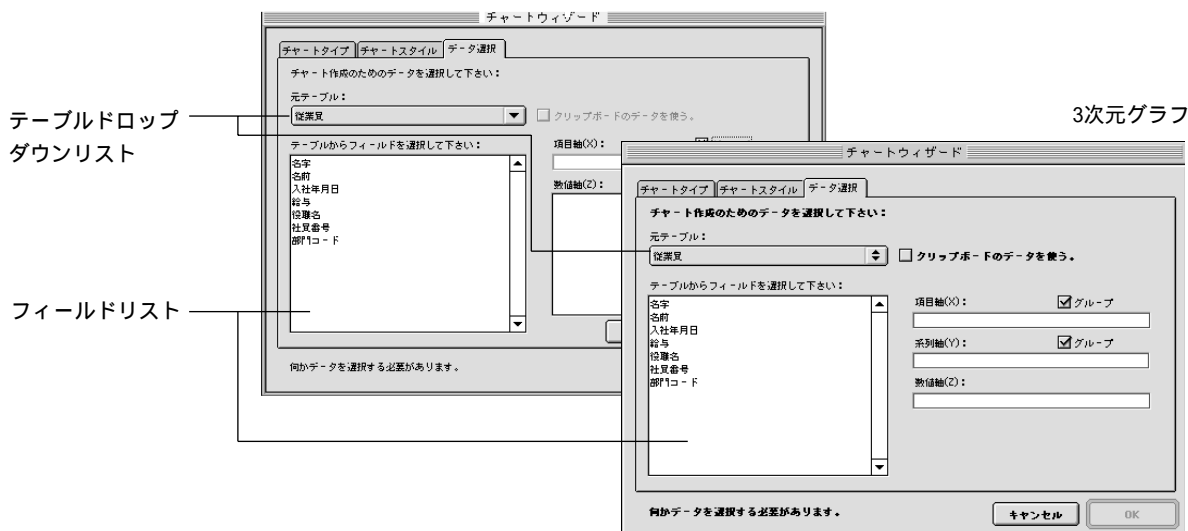 チャートウィザード
チャートタイプ チャートスタイル データ選択
チャート作成のためのデータを選択して下さい：
元テーブル：
従業員
クリップボードのデータを使う。
テーブルからフィールドを選択して下さい：
名字
名前
入社年月日
給与
役職名
社員番号
部門コード
項目軸(X)：
数値軸(Z)：
何かデータを選択する必要があります。
テーブルドロップ
ダウンリスト
フィールドリスト
3次元グラフ
チャートウィザード
チャートタイプ チャートスタイル データ選択
チャート作成のためのデータを選択して下さい：
元テーブル：
従業員
クリップボードのデータを使う。
テーブルからフィールドを選択して下さい：
名字
名前
入社年月日
給与
役職名
社員番号
部門コード
項目軸(X)： グループ
系列軸(Y)： グループ
数値軸(Z)：
何かデータを選択する必要があります。
キャンセル OK